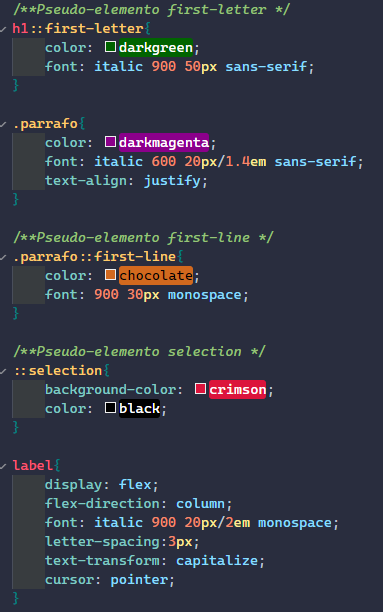 /**Pseudo-elemento first-letter */
h1::first-letter{
color: darkgreen;
font: italic 900 50px sans-serif;
}
.parrafo{
color: darkmagenta;
font: italic 600 20px/1.4em sans-serif;
text-align: justify;
}
/**Pseudo-elemento first-line */
.parrafo::first-line{
color: chocolate;
font: 900 30px monospace;
}
/**Pseudo-elemento selection */
::selection{
background-color: crimson;
color: black;
}
label{
display: flex;
flex-direction: column;
font: italic 900 20px/2em monospace;
letter-spacing:3px;
text-transform: capitalize;
cursor: pointer;
}